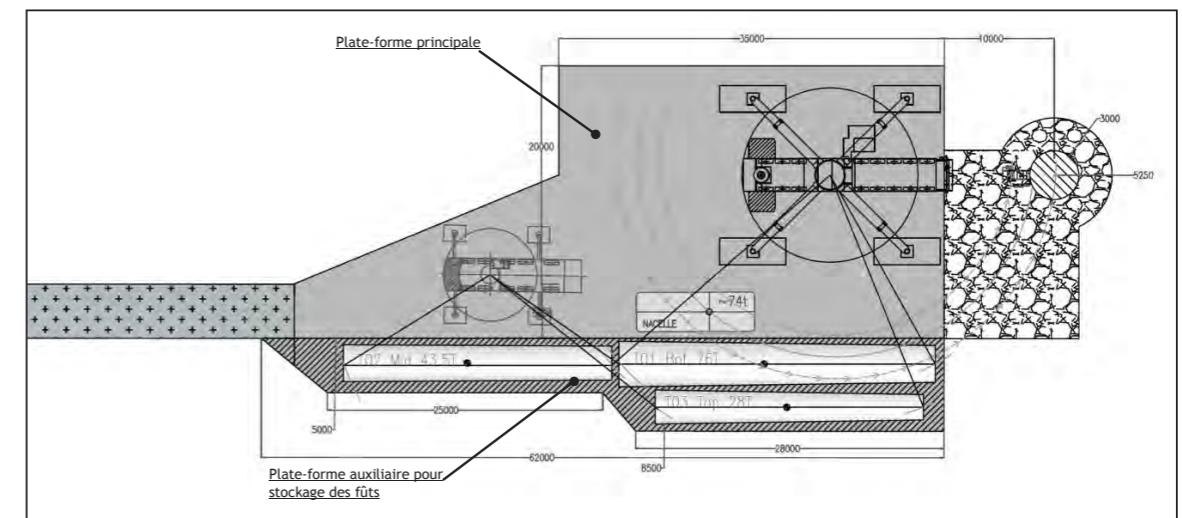 Plate-forme principale
35000
10000
3000
20000
5250
~74t
NACELLE
T02 Mid 43.5T
T01 Bot. 76T
T03 Top 28T
25000
5000
28000
62000
8500
Plate-forme auxiliaire pour
stockage des fûts